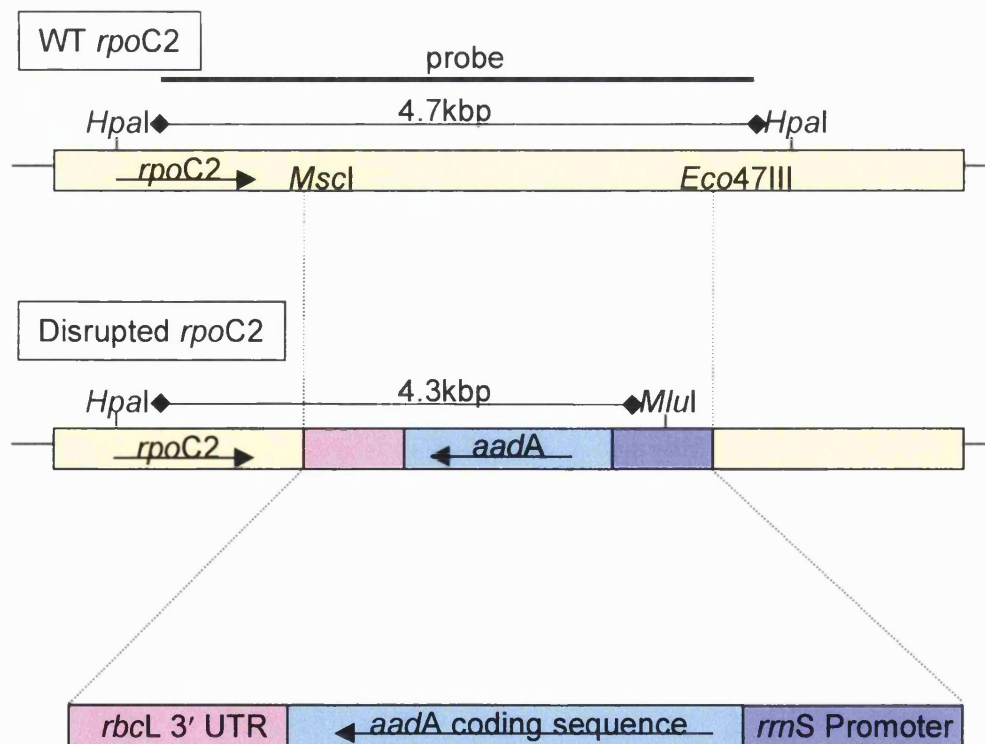 WT rpoC2
probe
4.7kbp
HpaI HpaI
rpoC2 MscI Eco47III
Disrupted rpoC2
4.3kbp
HpaI MluI
rpoC2 aadA
rbcL 3′ UTR aadA coding sequence rrnS Promoter